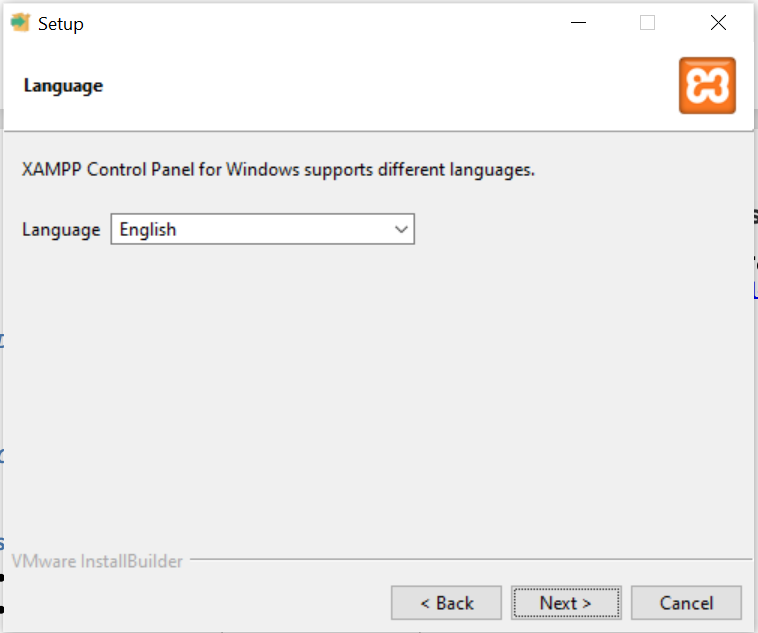 Setup
Language
XAMPP Control Panel for Windows supports different languages.
Language English
VMware InstallBuilder
< Back Next > Cancel